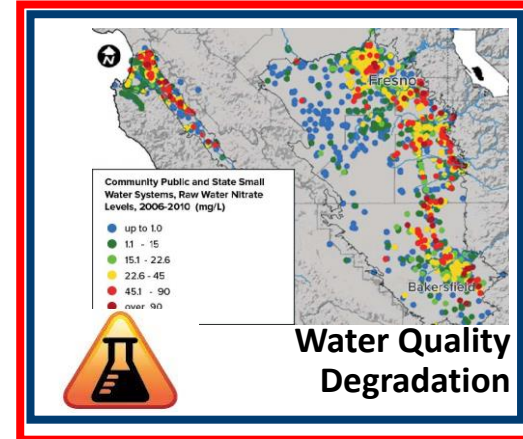 N
Fresno
Community Public and State Small
Water Systems, Raw Water Nitrate
Levels, 2006-2010 (mg/L)
up to 1.0
1.1 - 15
15.1 - 22.6
22.6 - 45
45.1 - 90
over 90
Bakersfield
Water Quality
Degradation